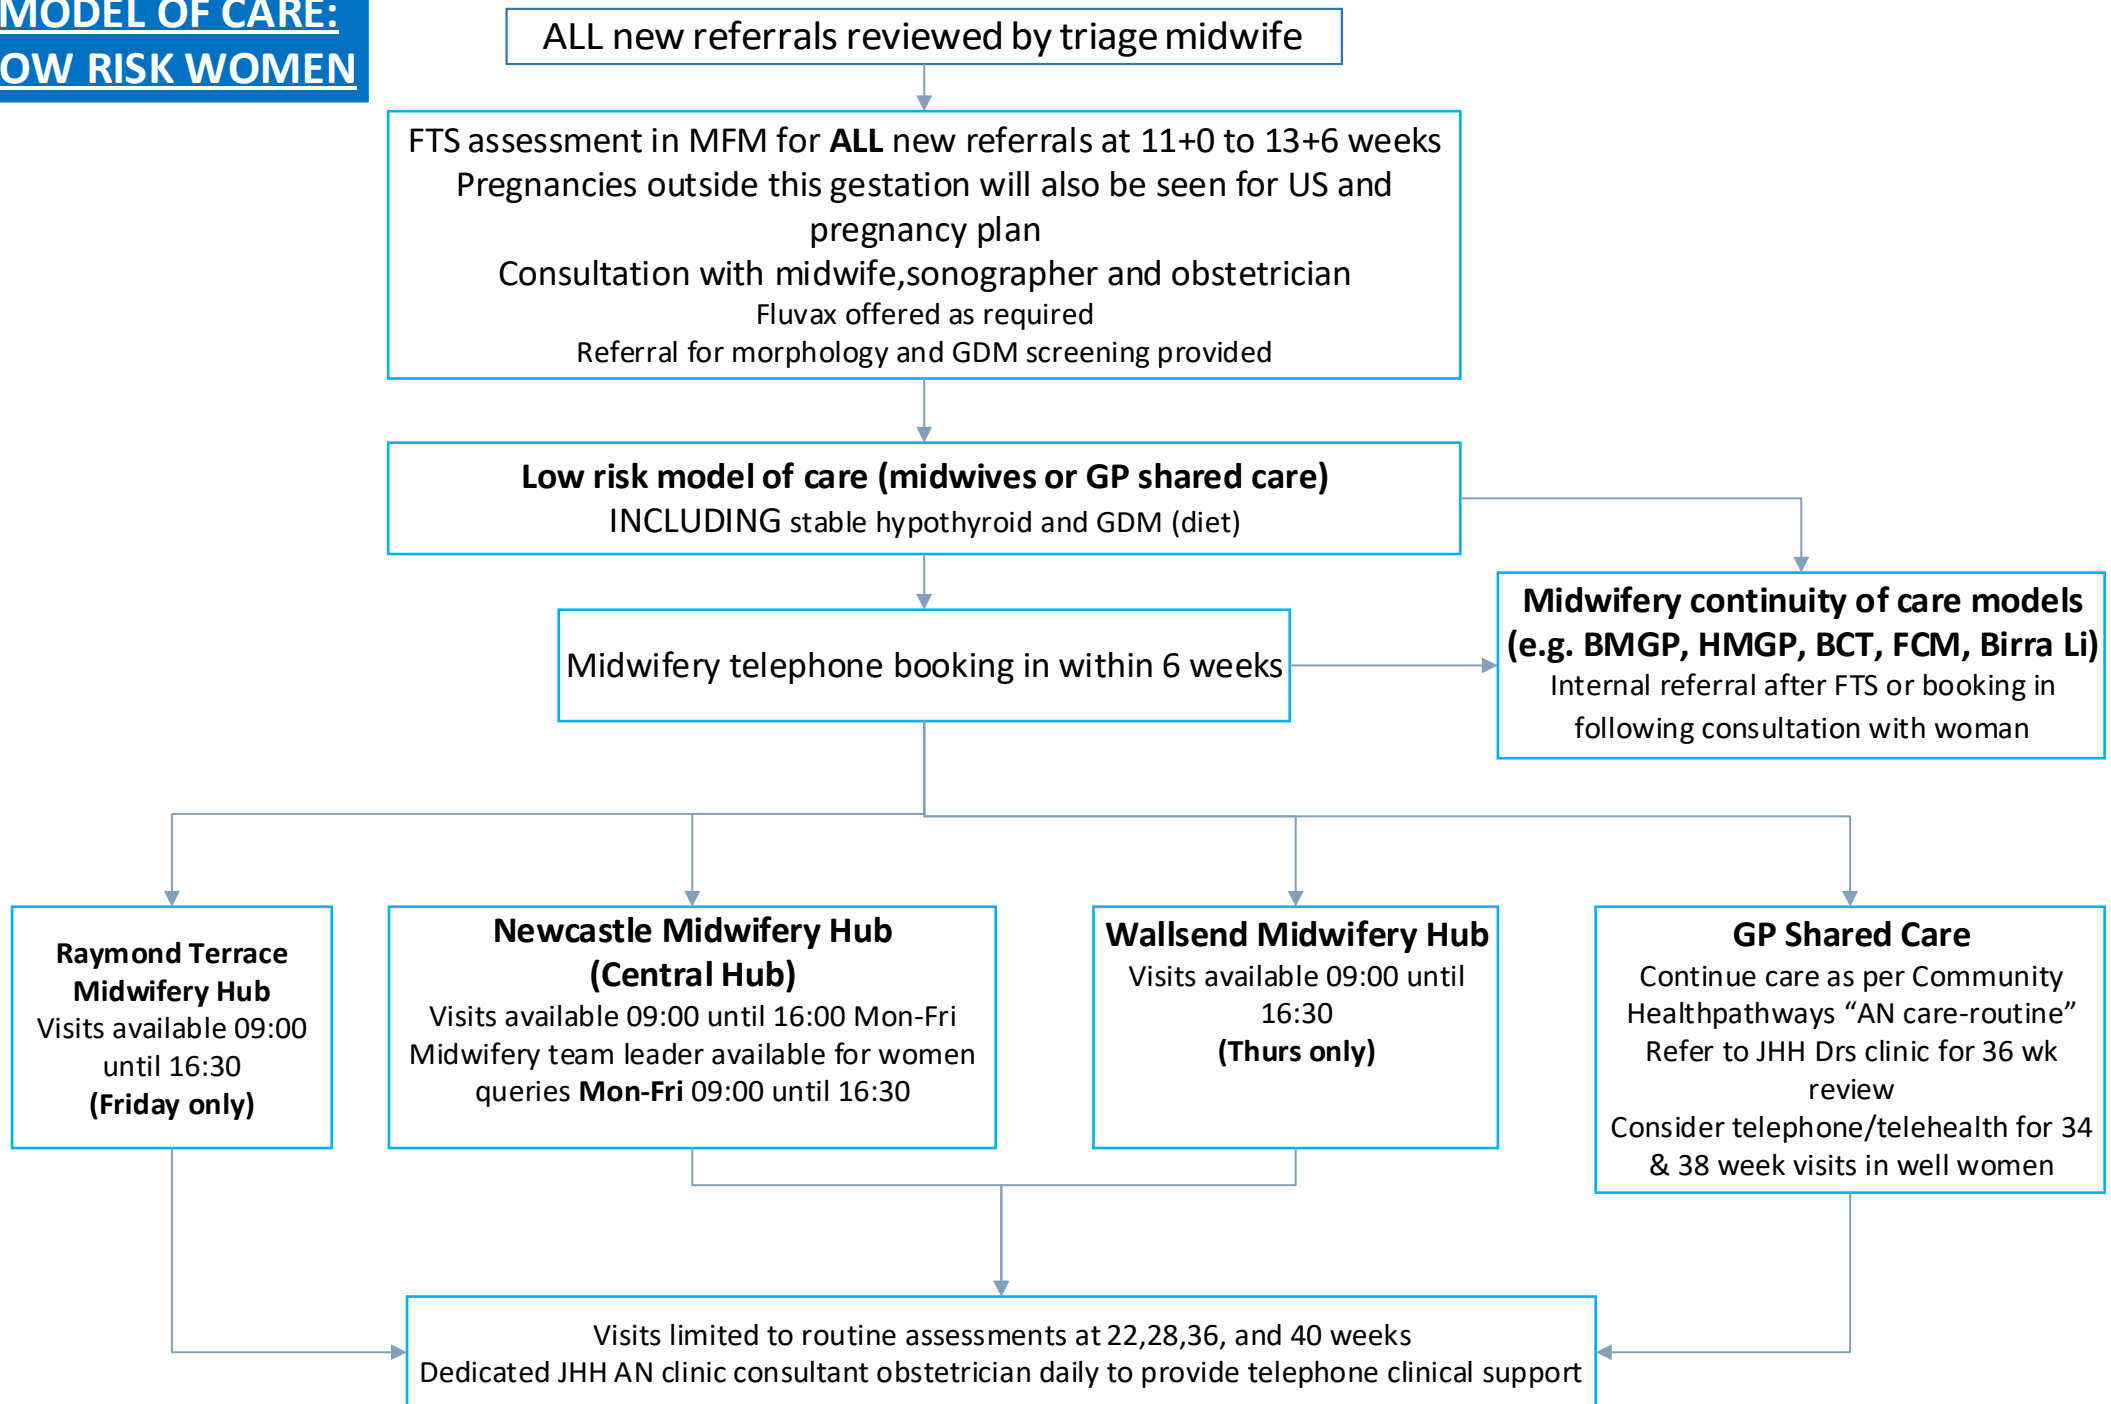 MODEL OF CARE:
OW RISK WOMEN
ALL new referrals reviewed by triage midwife
FTS assessment in MFM for ALL new referrals at 11+0 to 13+6 weeks
Pregnancies outside this gestation will also be seen for US and
pregnancy plan
Consultation with midwife,sonographer and obstetrician
Fluvax offered as required
Referral for morphology and GDM screening provided
Low risk model of care (midwives or GP shared care)
INCLUDING stable hypothyroid and GDM (diet)
Midwifery telephone booking in within 6 weeks
Midwifery continuity of care models
(e.g. BMGP, HMGP, BCT, FCM, Birra Li)
Internal referral after FTS or booking in
following consultation with woman
Raymond Terrace
Midwifery Hub
Visits available 09:00
until 16:30
(Friday only)
Newcastle Midwifery Hub
(Central Hub)
Visits available 09:00 until 16:00 Mon-Fri
Midwifery team leader available for women
queries Mon-Fri 09:00 until 16:30
Wallsend Midwifery Hub
Visits available 09:00 until
16:30
(Thurs only)
GP Shared Care
Continue care as per Community
Healthpathways “AN care-routine”
Refer to JHH Drs clinic for 36 wk
review
Consider telephone/telehealth for 34
& 38 week visits in well women
Visits limited to routine assessments at 22,28,36, and 40 weeks
Dedicated JHH AN clinic consultant obstetrician daily to provide telephone clinical support